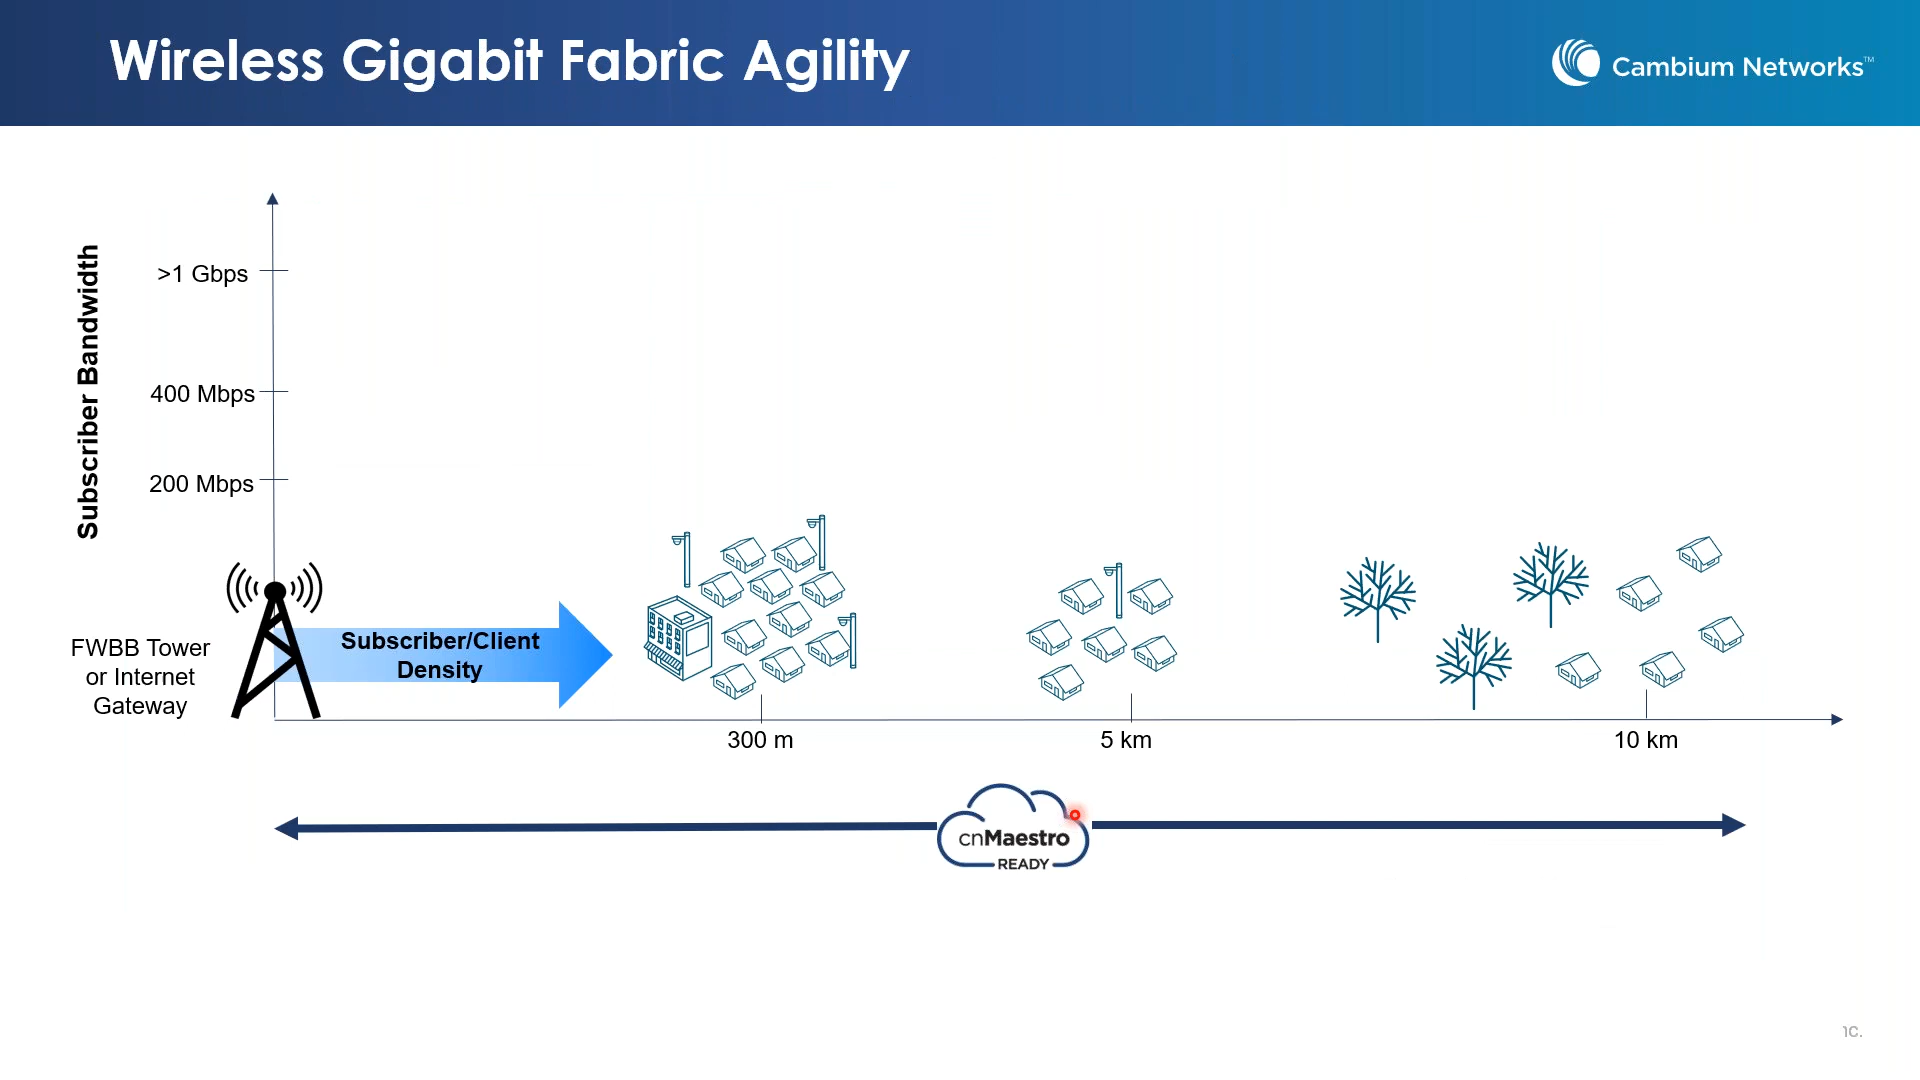 Wireless Gigabit Fabric Agility
Cambium Networks™
Subscriber Bandwidth
>1 Gbps
400 Mbps
200 Mbps
FWBB Tower
or Internet
Gateway
Subscriber/Client
Density
300 m
5 km
10 km
cnMaestro
READY